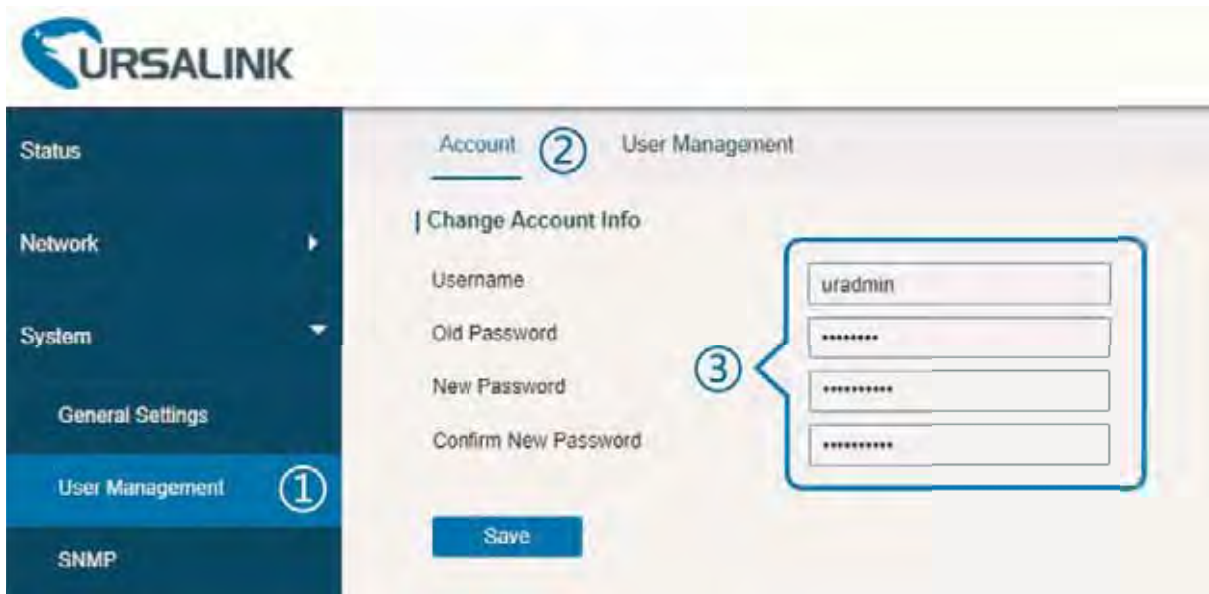 URSALINK
Status
Network
System
General Settings
User Management ①
SNMP
Account ② User Management
Change Account Info
Username uradmin
Old Password ••••••••
③
New Password ••••••••••
Confirm New Password ••••••••••
Save